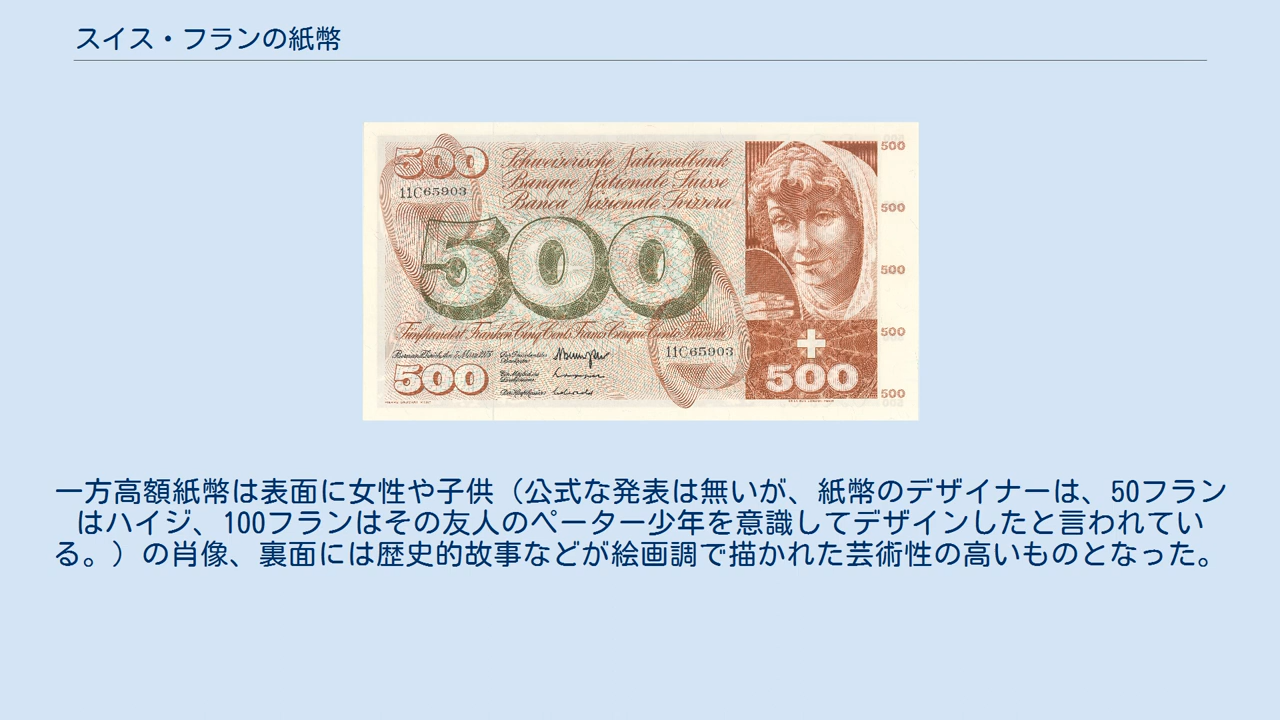 スイス・フランの紙幣
500
Schweizerische Nationalbank
Banque Nationale Suisse
Banca Nazionale Svizzera
11C65903
500
500
500
500
500
500
Fünfhundert Franken Cinq Cents Francs Cinquecento Franchi
11C65903
500
500
一方高額紙幣は表面に女性や子供（公式な発表は無いが、紙幣のデザイナーは、50フラン
はハイジ、100フランはその友人のペーター少年を意識してデザインしたと言われてい
る。）の肖像、裏面には歴史的故事などが絵画調で描かれた芸術性の高いものとなった。